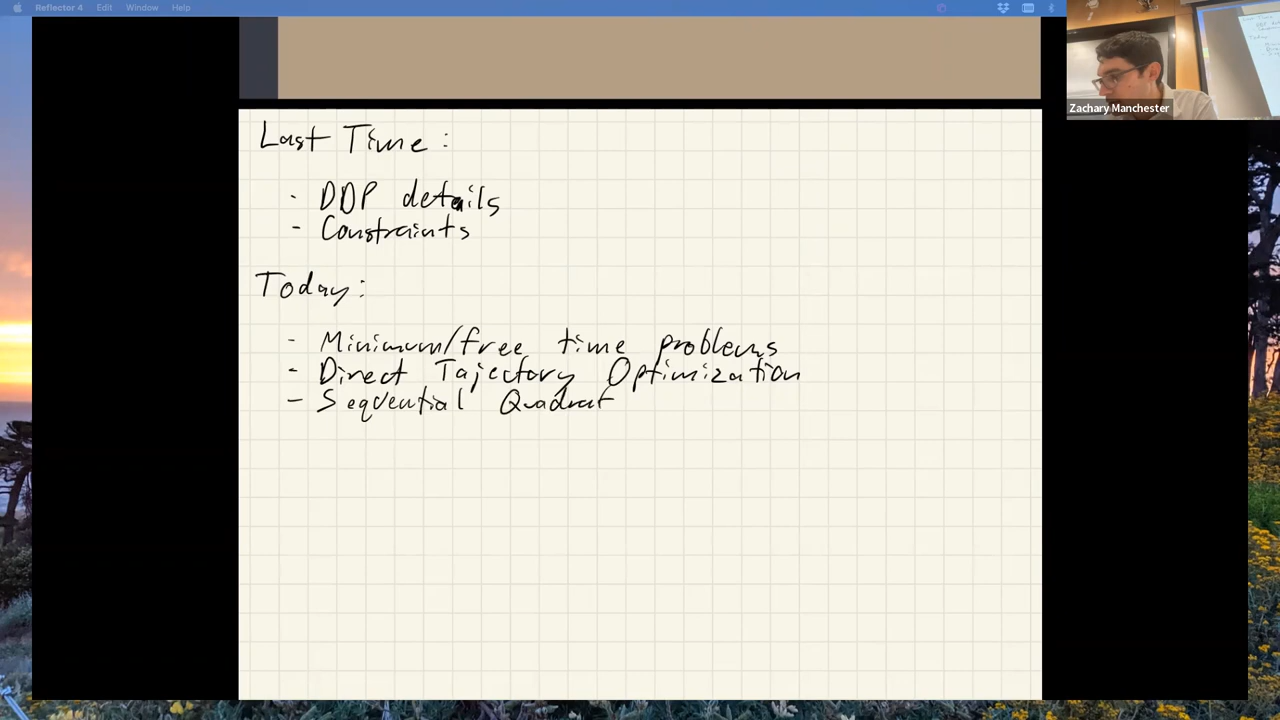 Reflector 4 Edit Window Help
Zachary Manchester
Last Time:
- DDP details
- Constraints
Today:
- Minimum/free time problems
- Direct Tajectory Optimization
- Sequential Quadrat